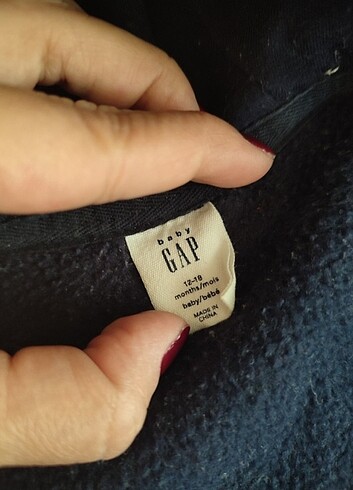 baby
GAP
12-18
months/mois
baby/bébé
MADE IN
CHINA